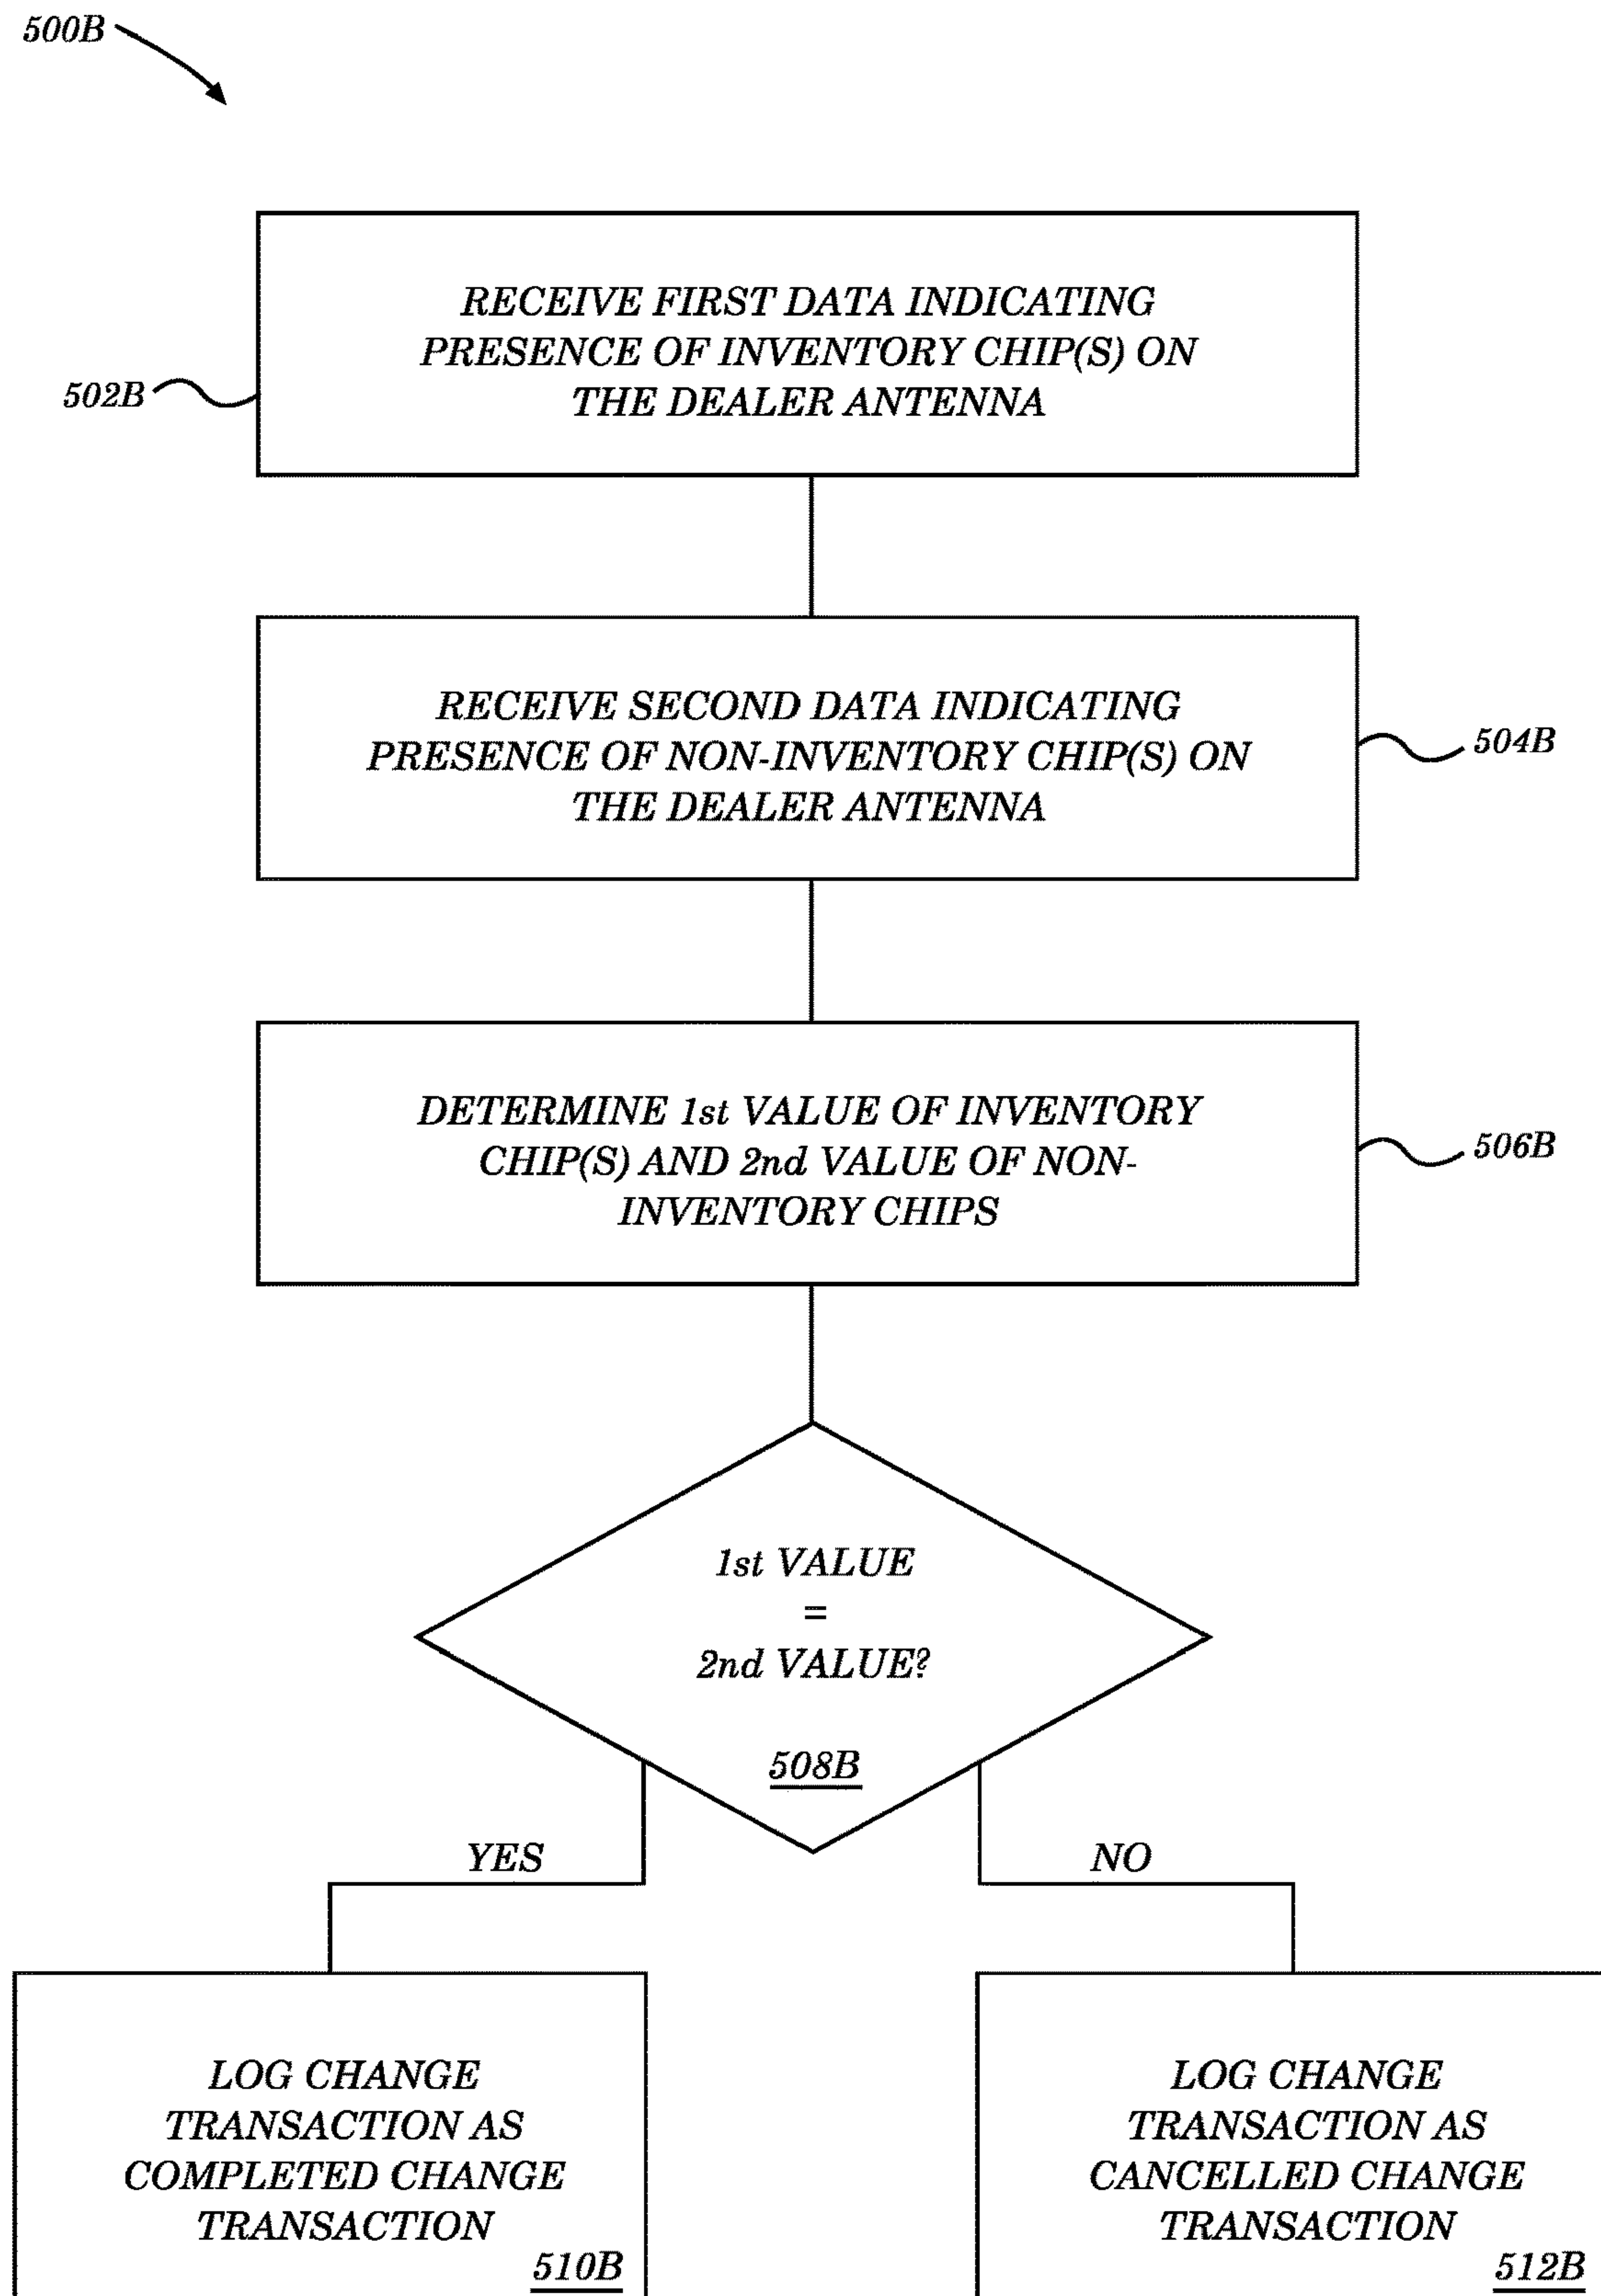 500B
RECEIVE FIRST DATA INDICATING
PRESENCE OF INVENTORY CHIP(S) ON
THE DEALER ANTENNA
502B
RECEIVE SECOND DATA INDICATING
PRESENCE OF NON-INVENTORY CHIP(S) ON
THE DEALER ANTENNA
504B
DETERMINE 1st VALUE OF INVENTORY
CHIP(S) AND 2nd VALUE OF NON-
INVENTORY CHIPS
506B
1st VALUE
=
2nd VALUE?
508B
YES
NO
LOG CHANGE
TRANSACTION AS
COMPLETED CHANGE
TRANSACTION
510B
LOG CHANGE
TRANSACTION AS
CANCELLED CHANGE
TRANSACTION
512B